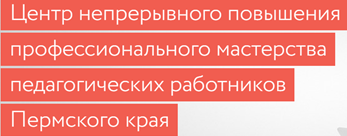 Центр непрерывного повышения
профессионального мастерства
педагогических работников
Пермского края